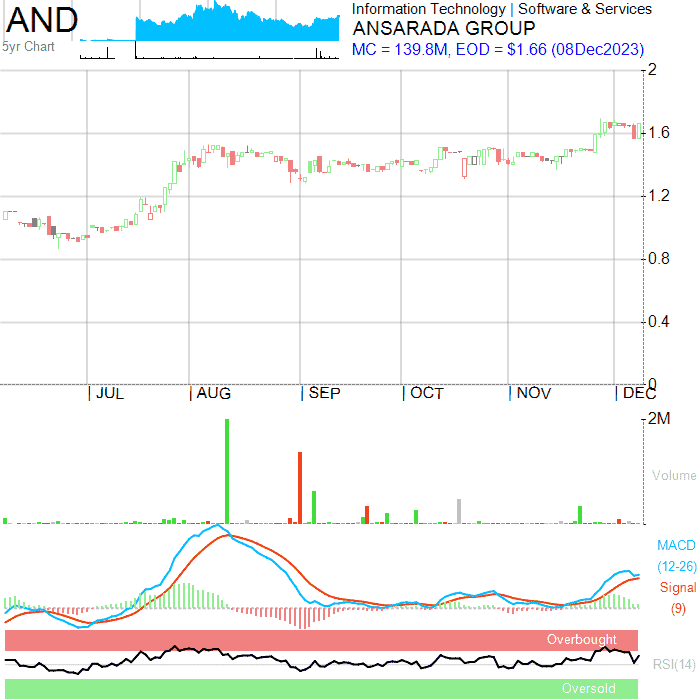 AND
5yr Chart
Information Technology | Software & Services
ANSARADA GROUP
MC = 139.8M, EOD = $1.66 (08Dec2023)
2
1.6
1.2
0.8
0.4
0
JUL AUG SEP OCT NOV DEC
2M
Volume
MACD
(12-26)
Signal
(9)
Overbought
RSI(14)
Oversold